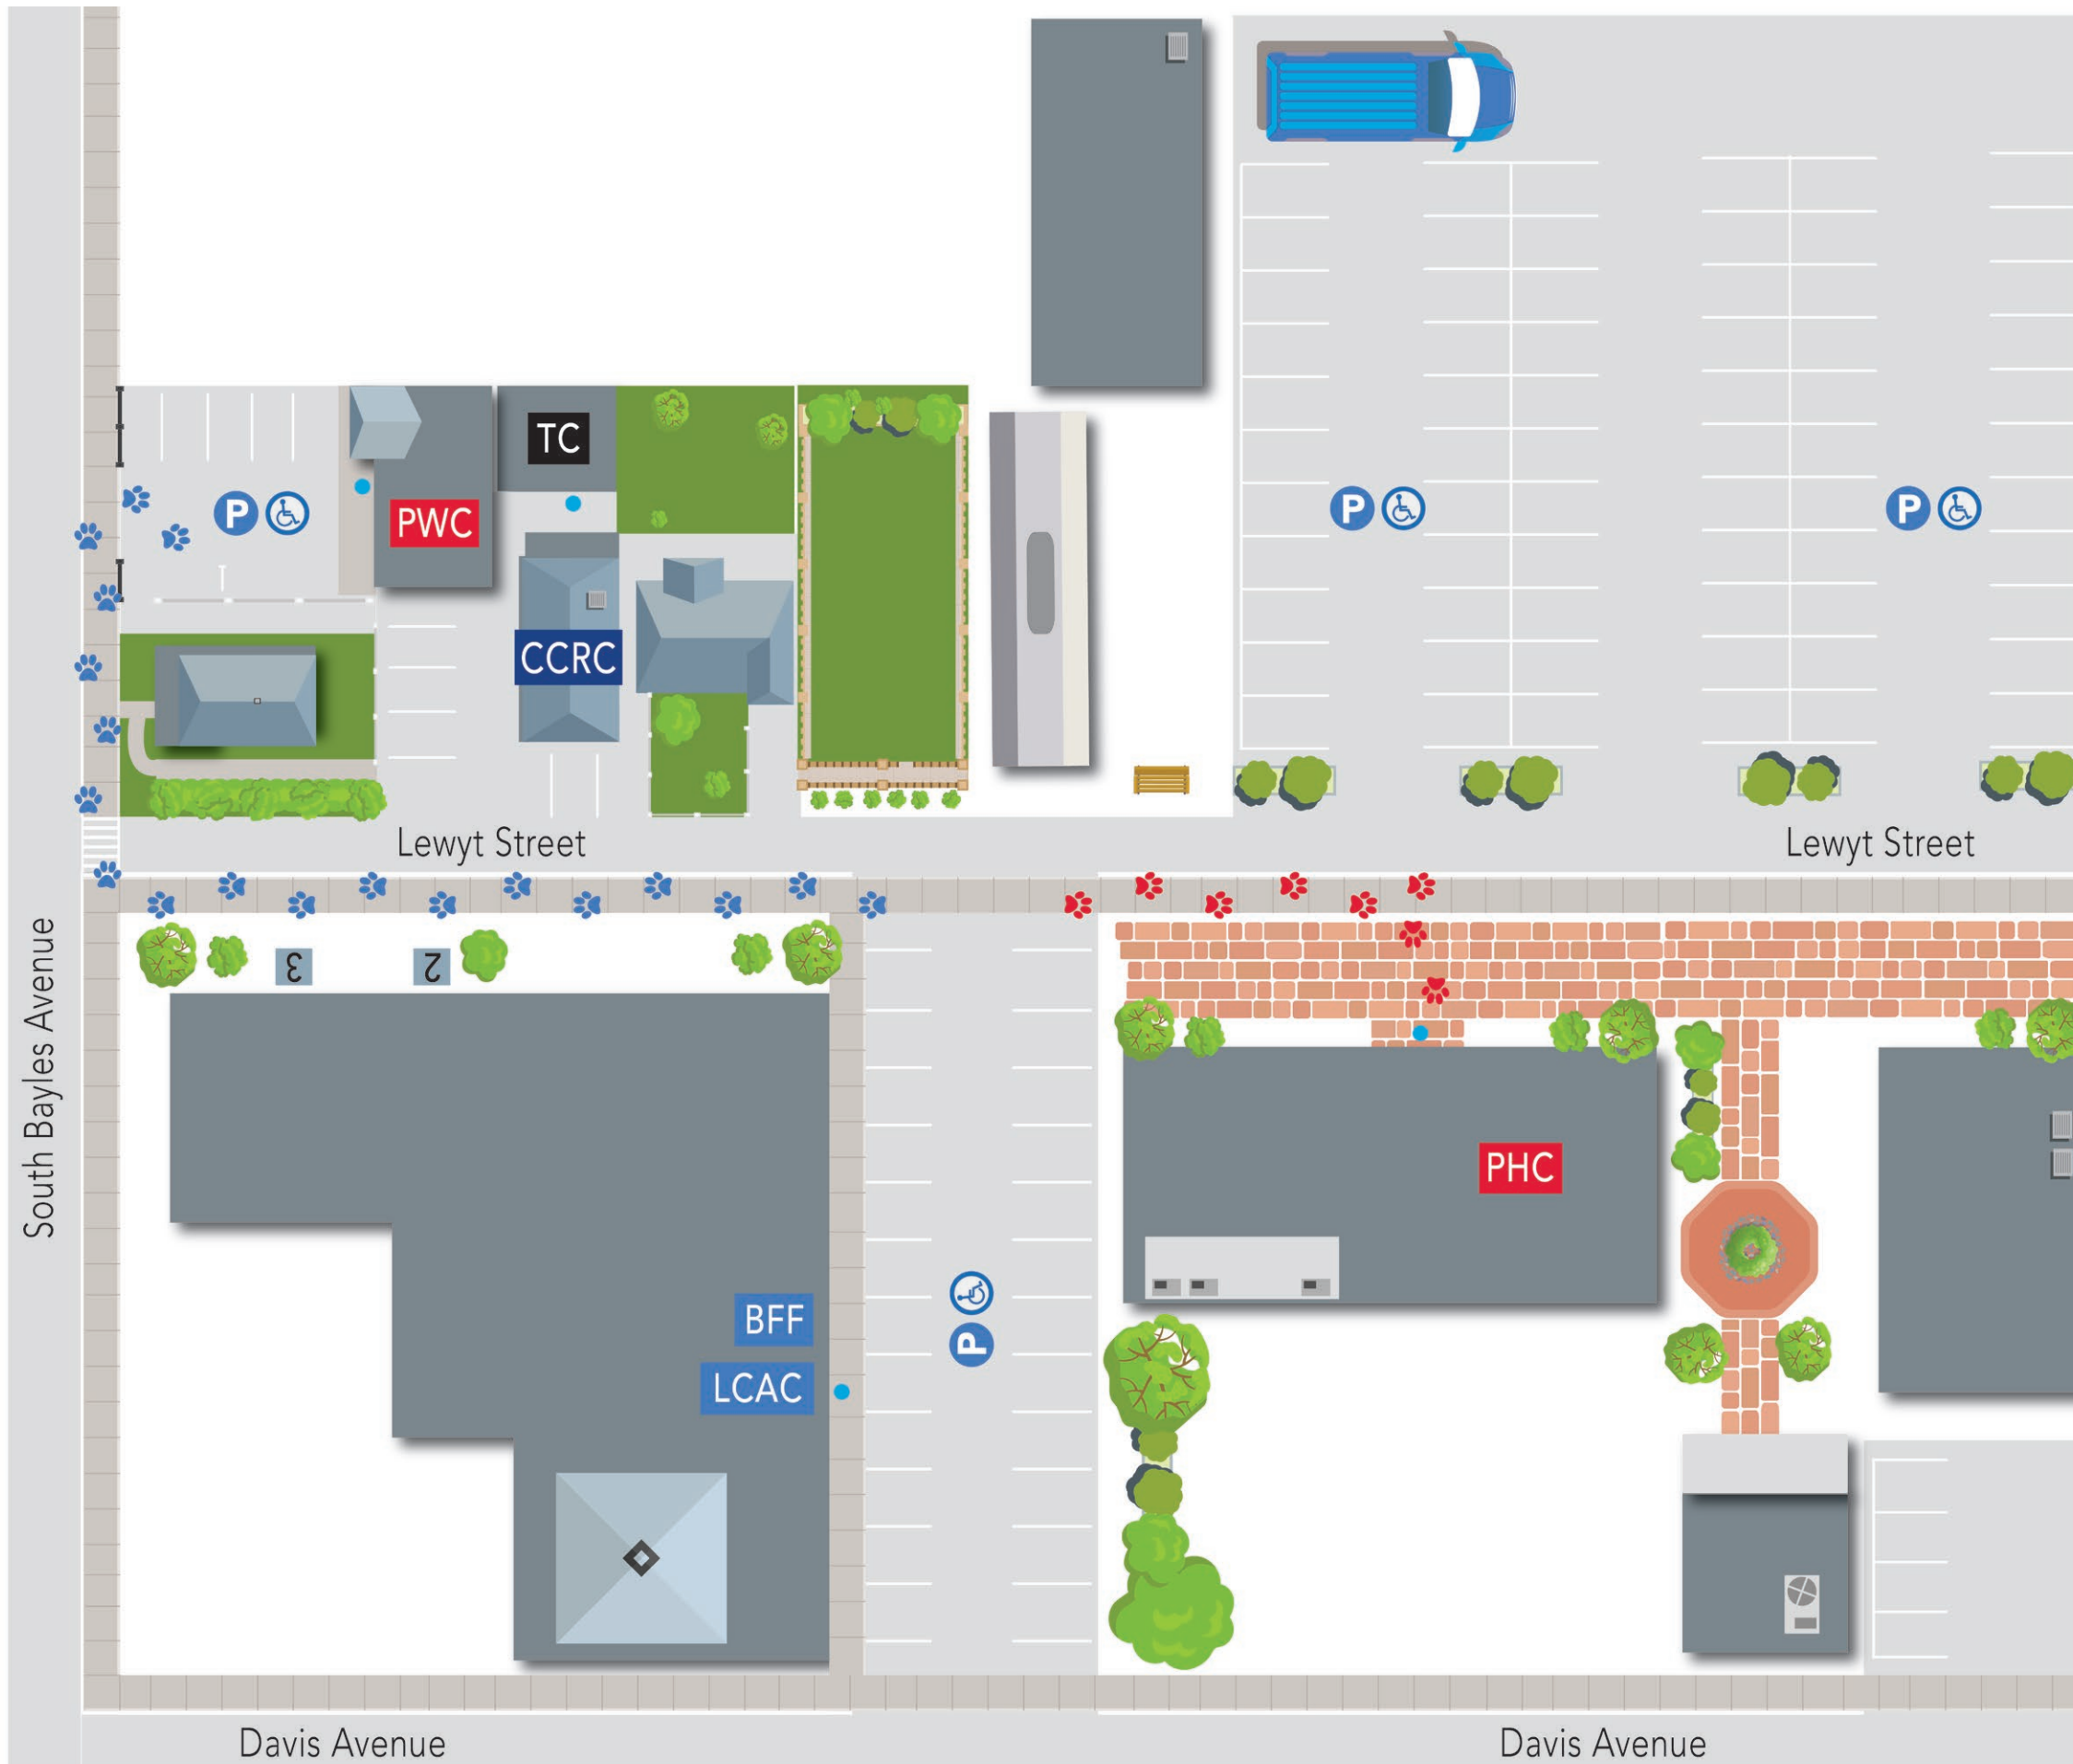 TC
PWC
P
P
P
CCRC
Lewyt Street
Lewyt Street
3
2
South Bayles Avenue
PHC
BFF
P
LCAC
Davis Avenue
Davis Avenue